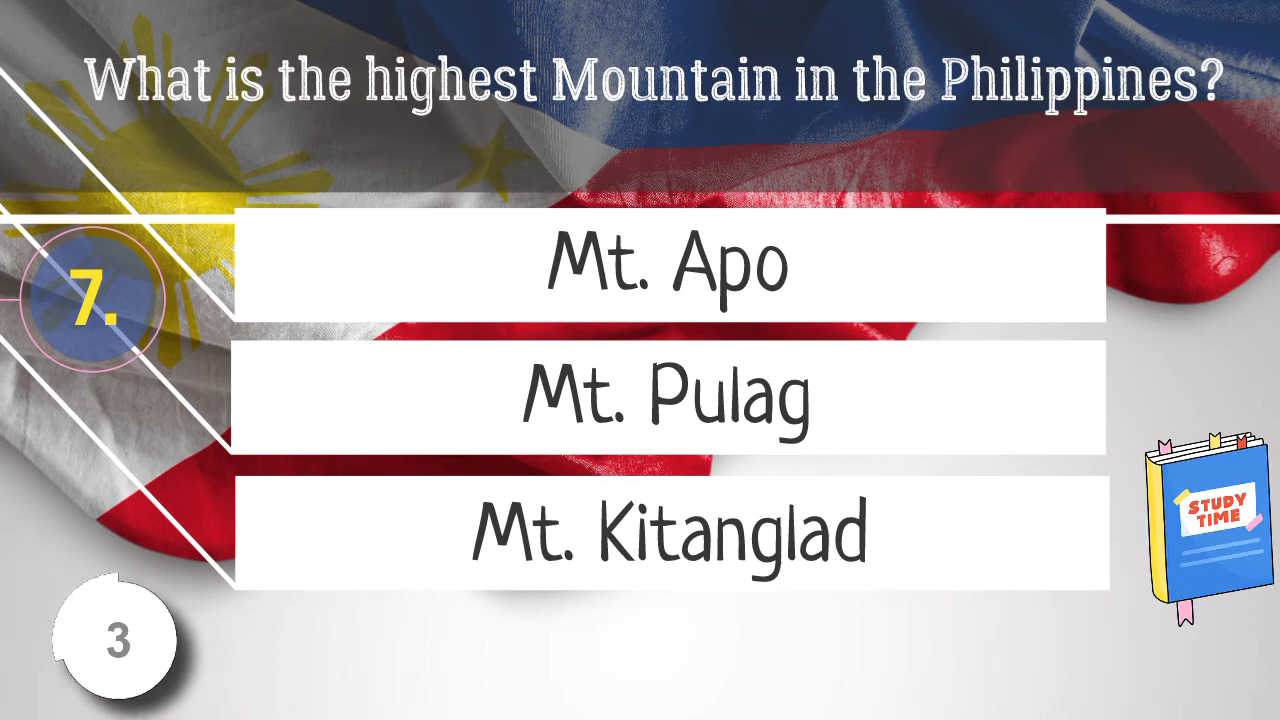 What is the highest Mountain in the Philippines?
7.
Mt. Apo
Mt. Pulag
Mt. Kitanglad
STUDY
TIME
3